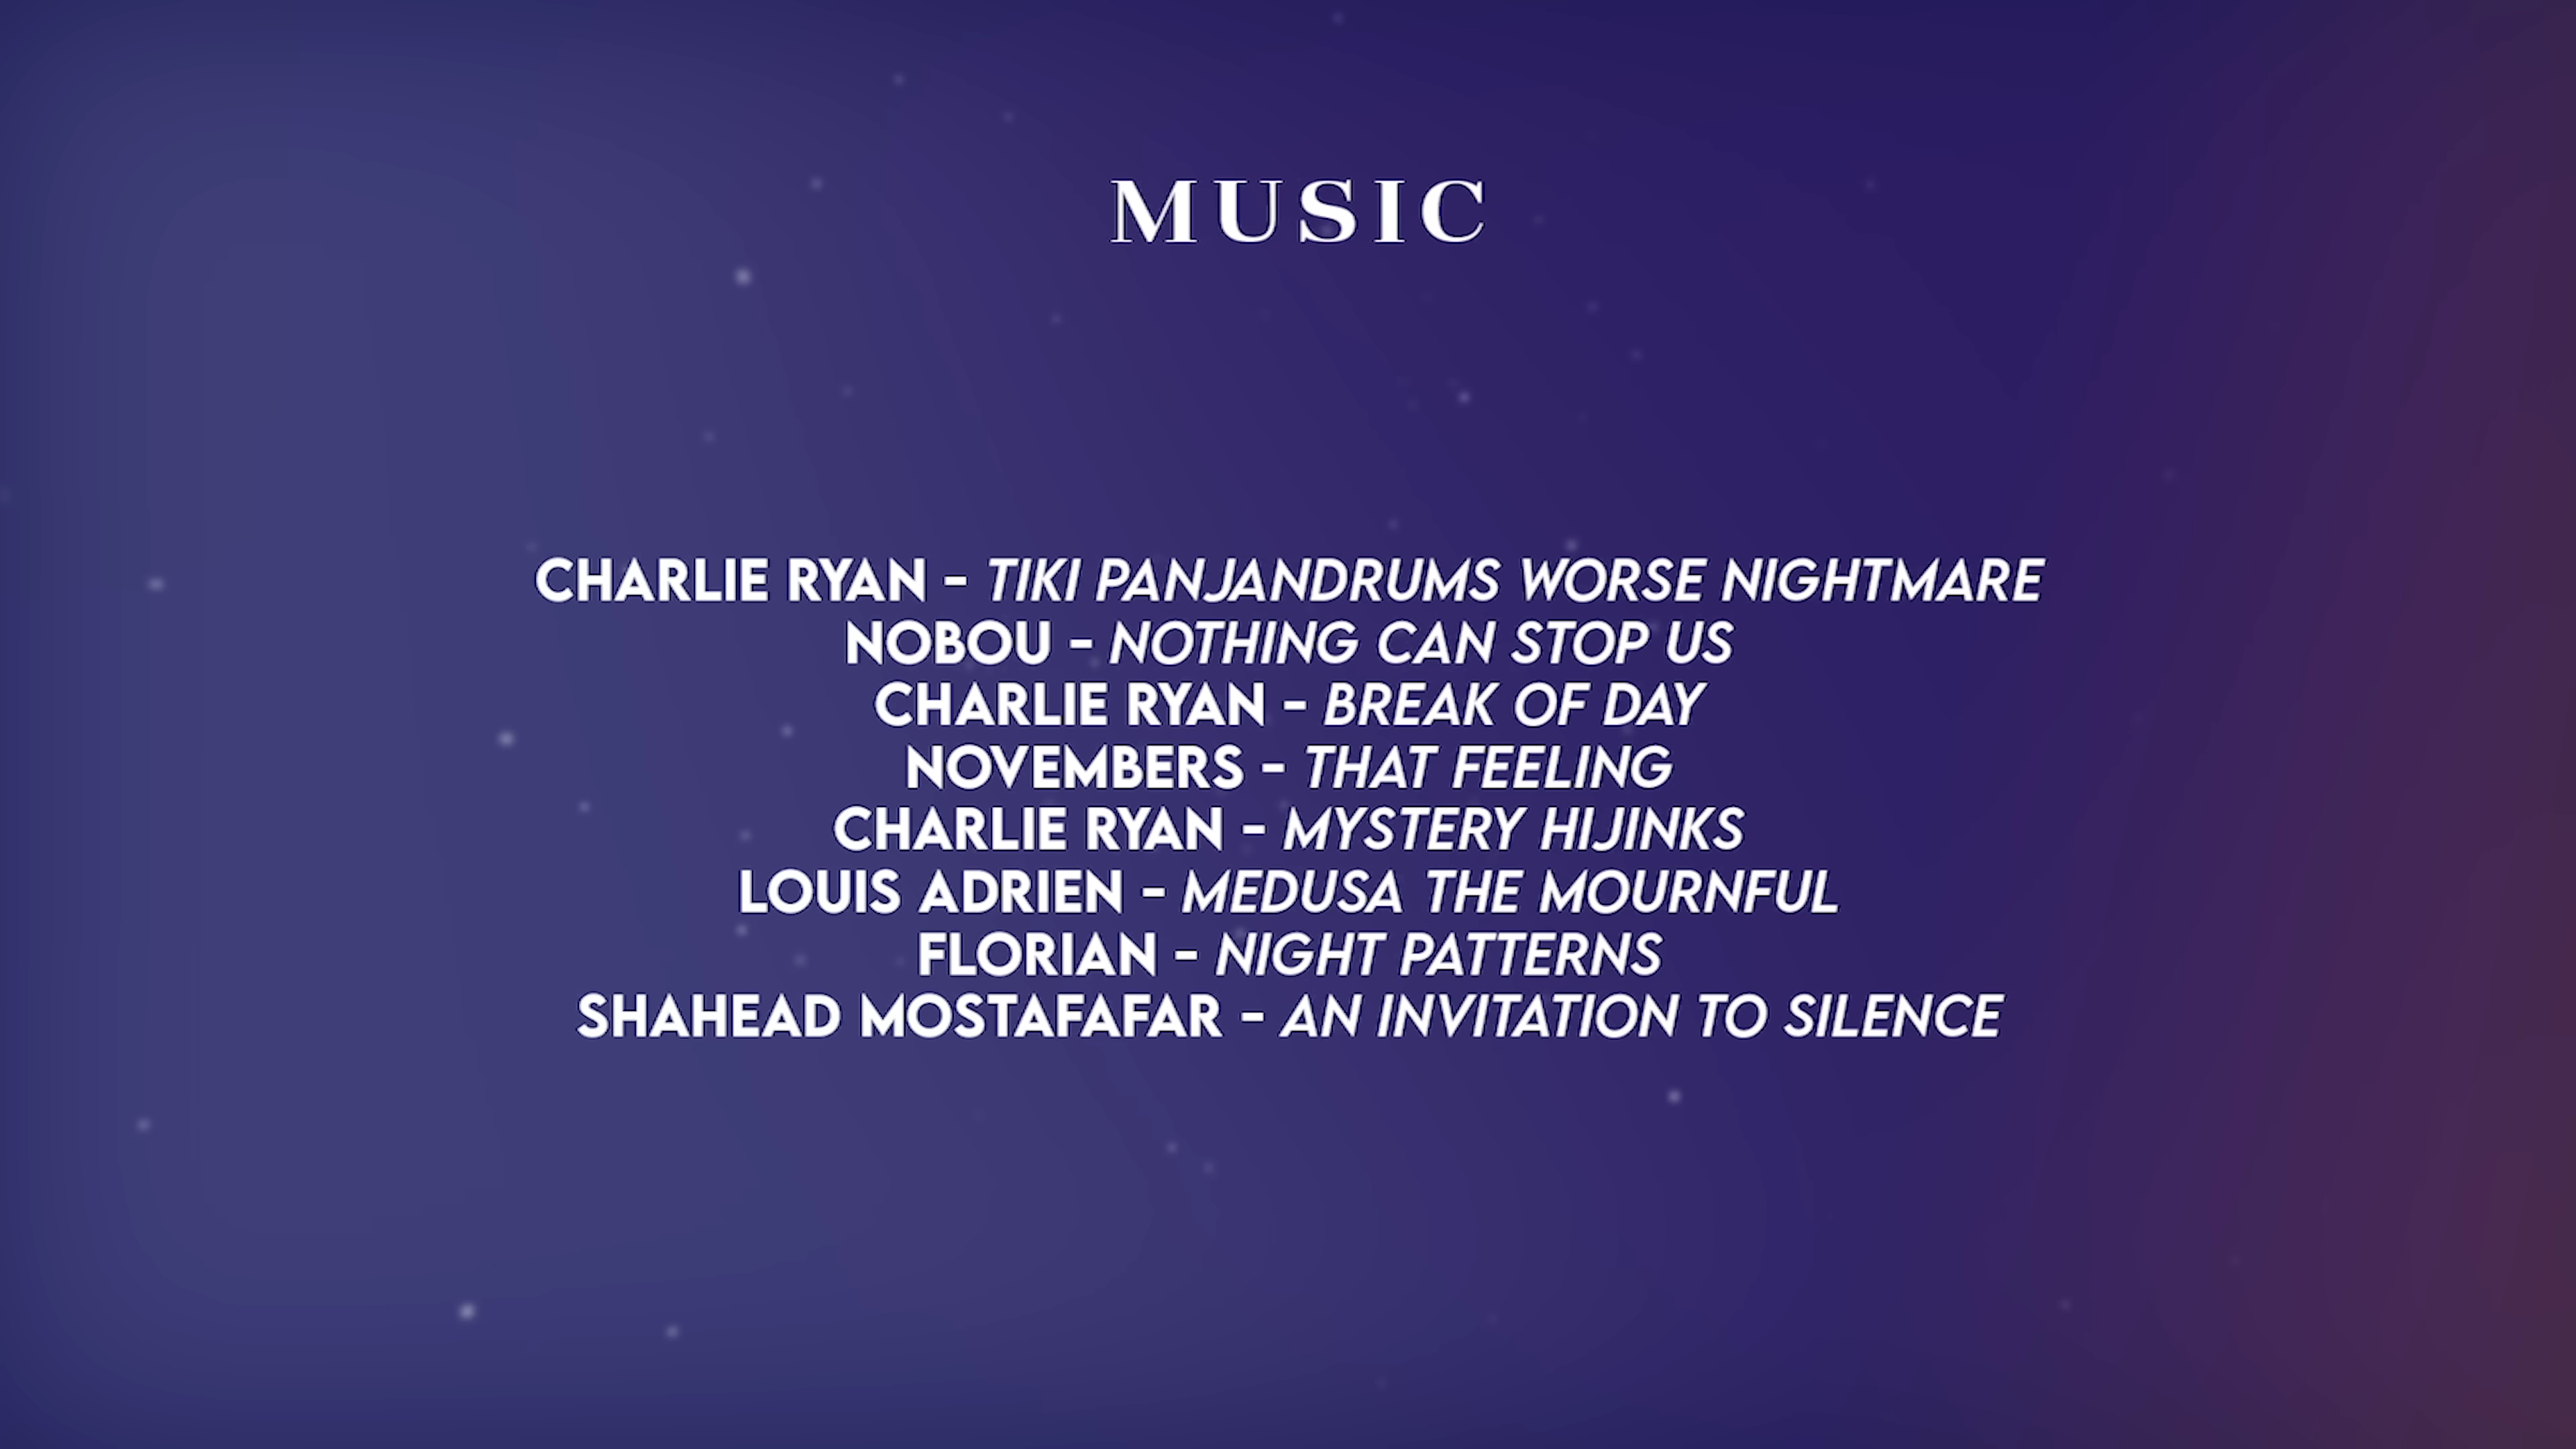 MUSIC
CHARLIE RYAN - TIKI PANJANDRUMS WORSE NIGHTMARE
NOBOU - NOTHING CAN STOP US
CHARLIE RYAN - BREAK OF DAY
NOVEMBERS - THAT FEELING
CHARLIE RYAN - MYSTERY HIJINKS
LOUIS ADRIEN - MEDUSA THE MOURNFUL
FLORIAN - NIGHT PATTERNS
SHAHEAD MOSTAFAFAR - AN INVITATION TO SILENCE